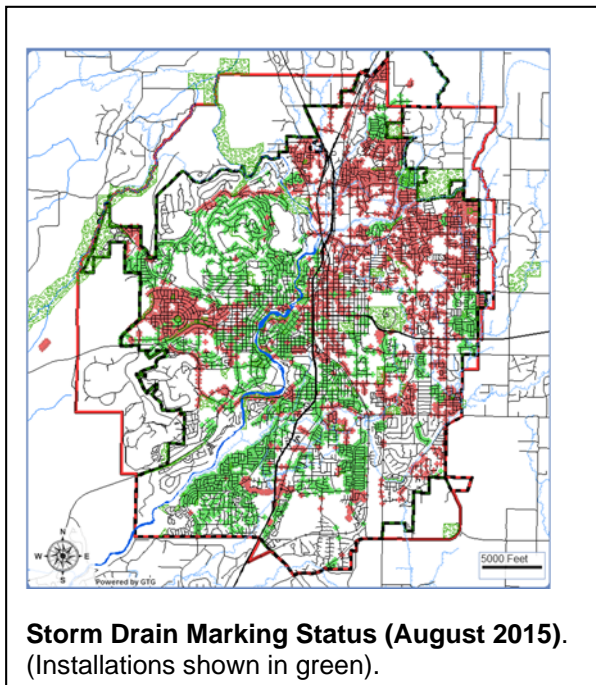 N
W E
S
Powered by GTG
5000 Feet
Storm Drain Marking Status (August 2015).
(Installations shown in green).